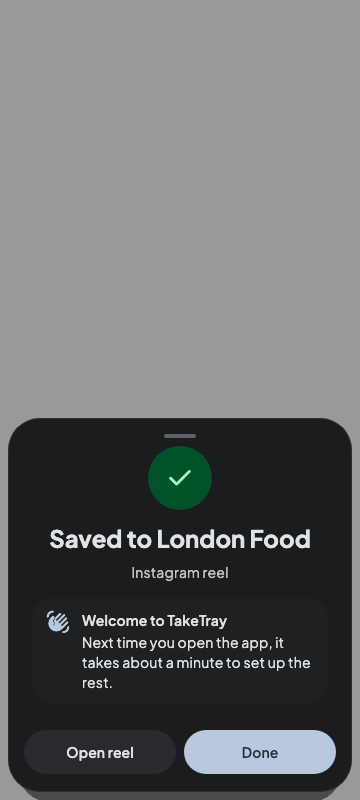 Saved to London Food
Instagram reel
Welcome to TakeTray
Next time you open the app, it
takes about a minute to set up the
rest.
Open reel
Done